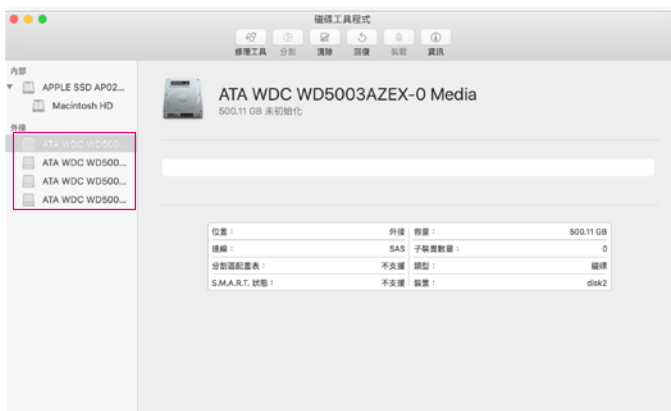 磁碟工具程式
修理工具 分割 清除 回復 裝載 資訊
內部
APPLE SSD AP02...
Macintosh HD
外接
ATA WDC WD500...
ATA WDC WD500...
ATA WDC WD500...
ATA WDC WD500...
ATA WDC WD5003AZEX-0 Media
500.11 GB 未初始化
位置： 外接 容量： 500.11 GB
連線： SAS 子裝置數量： 0
分割區配置表： 不支援 類型： 磁碟
S.M.A.R.T. 狀態： 不支援 裝置： disk2